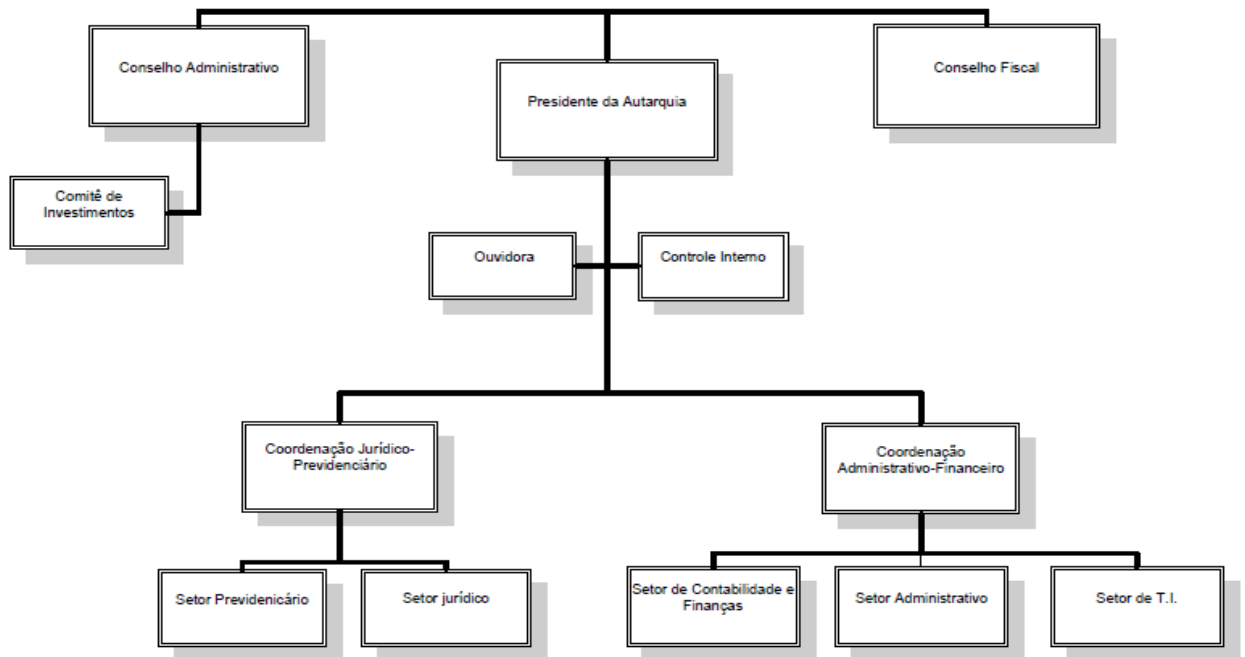 Conselho Administrativo
Presidente da Autarquia
Conselho Fiscal
Comitê de
Investimentos
Ouvidora
Controle Interno
Coordenação Jurídico-
Previdenciário
Coordenação
Administrativo-Financeiro
Setor Previdenicário
Setor jurídico
Setor de Contabilidade e
Finanças
Setor Administrativo
Setor de T.I.